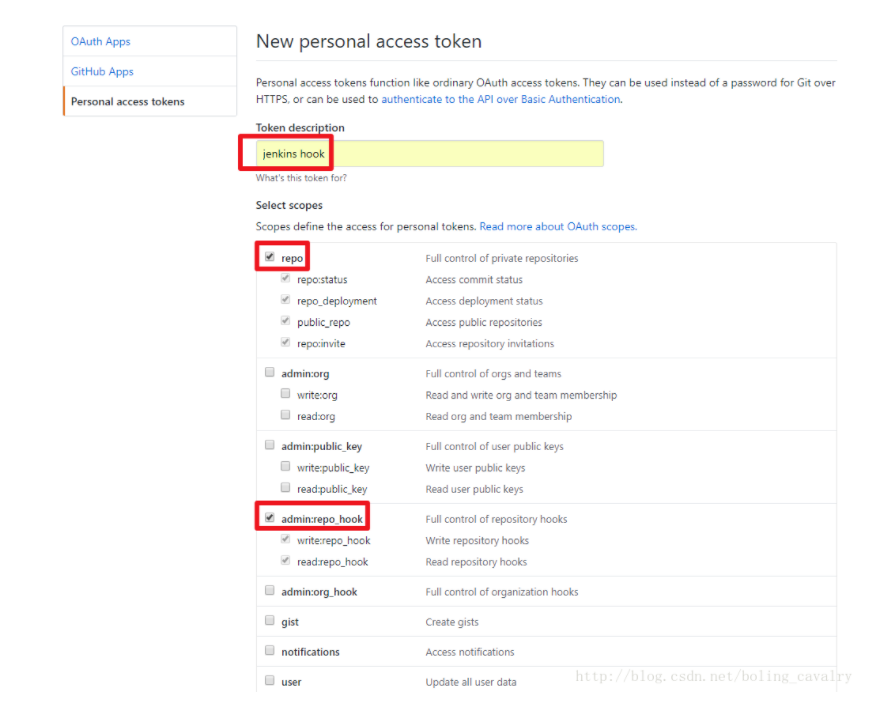 OAuth Apps
GitHub Apps
Personal access tokens
New personal access token
Personal access tokens function like ordinary OAuth access tokens. They can be used instead of a password for Git over
HTTPS, or can be used to authenticate to the API over Basic Authentication.
Token description
jenkins hook
What's this token for?
Select scopes
Scopes define the access for personal tokens. Read more about OAuth scopes.
repo Full control of private repositories
repo:status Access commit status
repo_deployment Access deployment status
public_repo Access public repositories
repo:invite Access repository invitations
admin:org Full control of orgs and teams
write:org Read and write org and team membership
read:org Read org and team membership
admin:public_key Full control of user public keys
write:public_key Write user public keys
read:public_key Read user public keys
admin:repo_hook Full control of repository hooks
write:repo_hook Write repository hooks
read:repo_hook Read repository hooks
admin:org_hook Full control of organization hooks
gist Create gists
notifications Access notifications
user Update all user data
http://blog.csdn.net/boling_cavalry